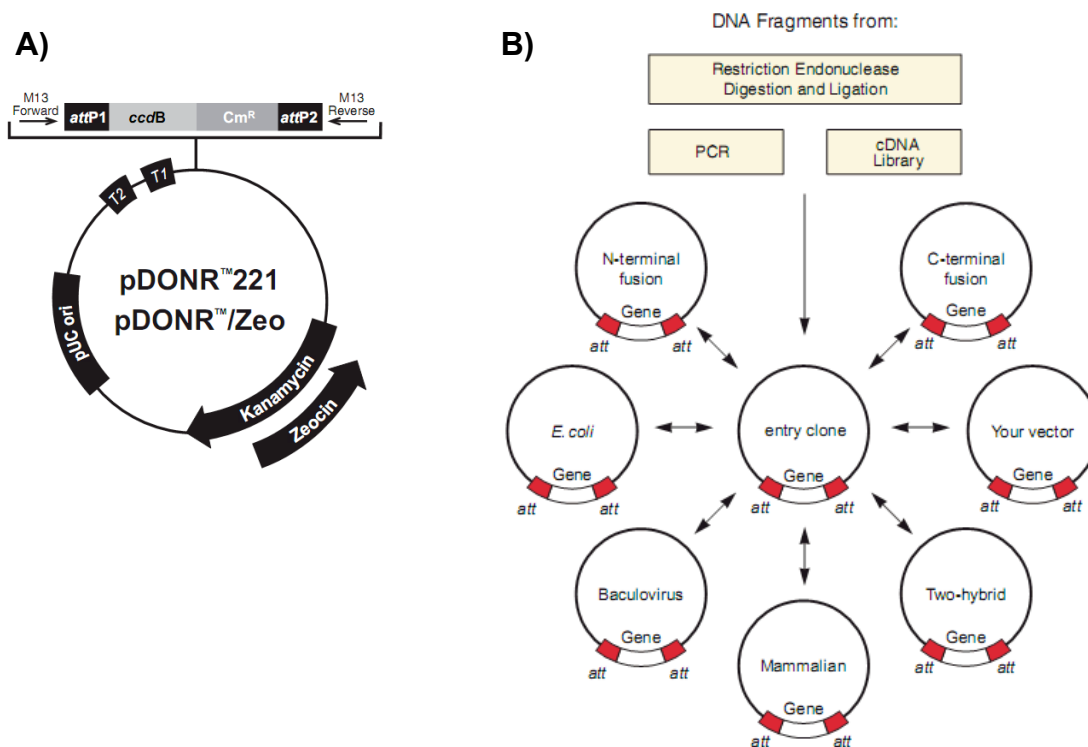 A)
M13
Forward
attP1
ccdB
CmR
attP2
M13
Reverse
T2
T1
pDONR™221
pDONR™/Zeo
pUC ori
Kanamycin
Zeocin
B)
DNA Fragments from:
Restriction Endonuclease
Digestion and Ligation
PCR
cDNA
Library
N-terminal
fusion
Gene
att
att
C-terminal
fusion
Gene
att
att
E. coli
Gene
att
att
entry clone
Gene
att
att
Your vector
Gene
att
att
Baculovirus
Gene
att
att
Mammalian
Gene
att
att
Two-hybrid
Gene
att
att